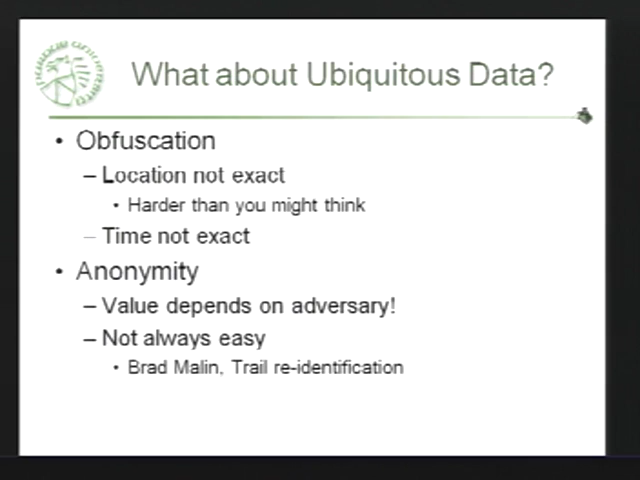 What about Ubiquitous Data?
• Obfuscation
– Location not exact
• Harder than you might think
– Time not exact
• Anonymity
– Value depends on adversary!
– Not always easy
• Brad Malin, Trail re-identification